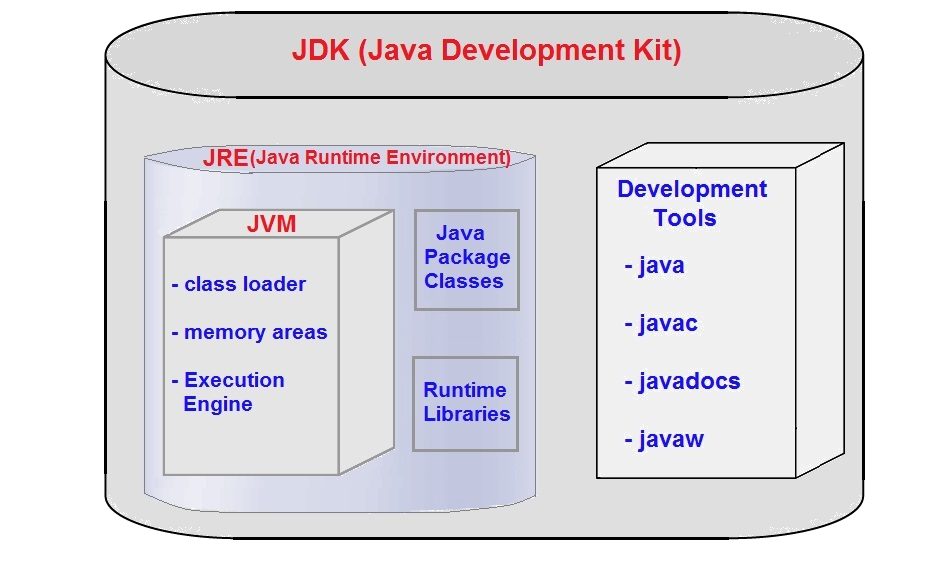 JDK (Java Development Kit)
JRE(Java Runtime Environment)
JVM
- class loader
- memory areas
- Execution
Engine
Java
Package
Classes
Runtime
Libraries
Development
Tools
- java
- javac
- javadocs
- javaw